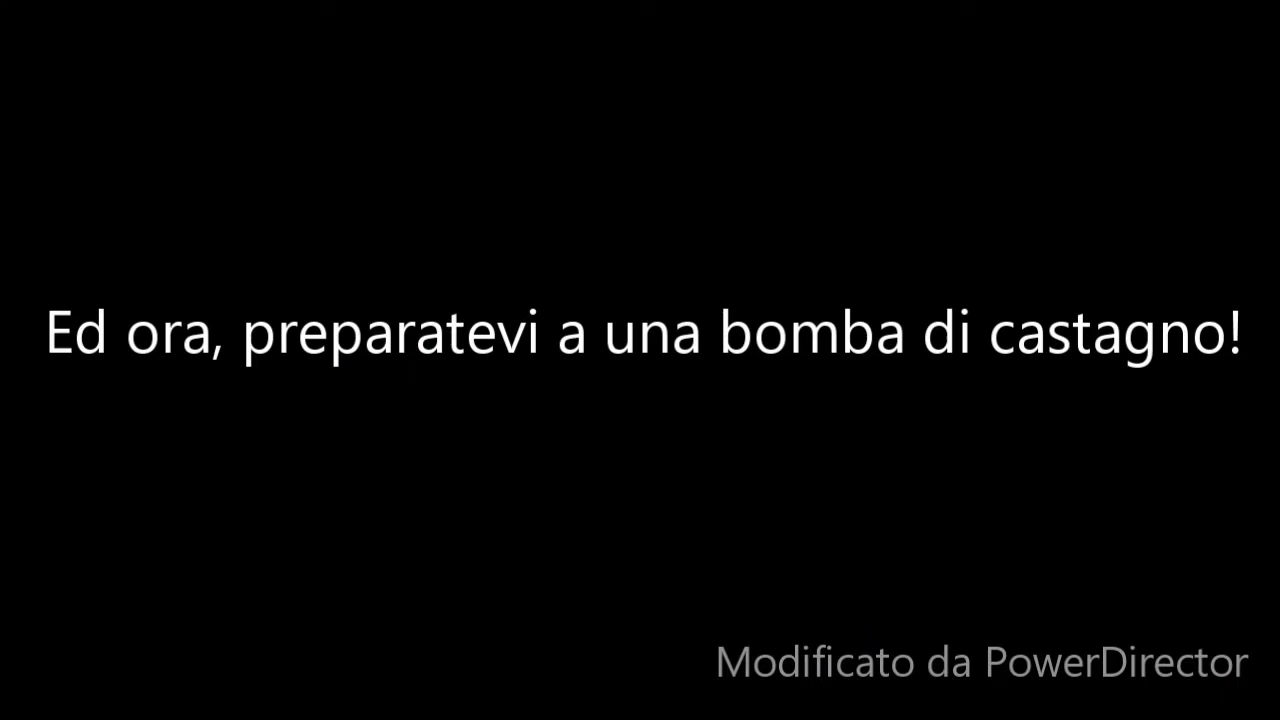 Ed ora, preparatevi a una bomba di castagno!
Modificato da PowerDirector